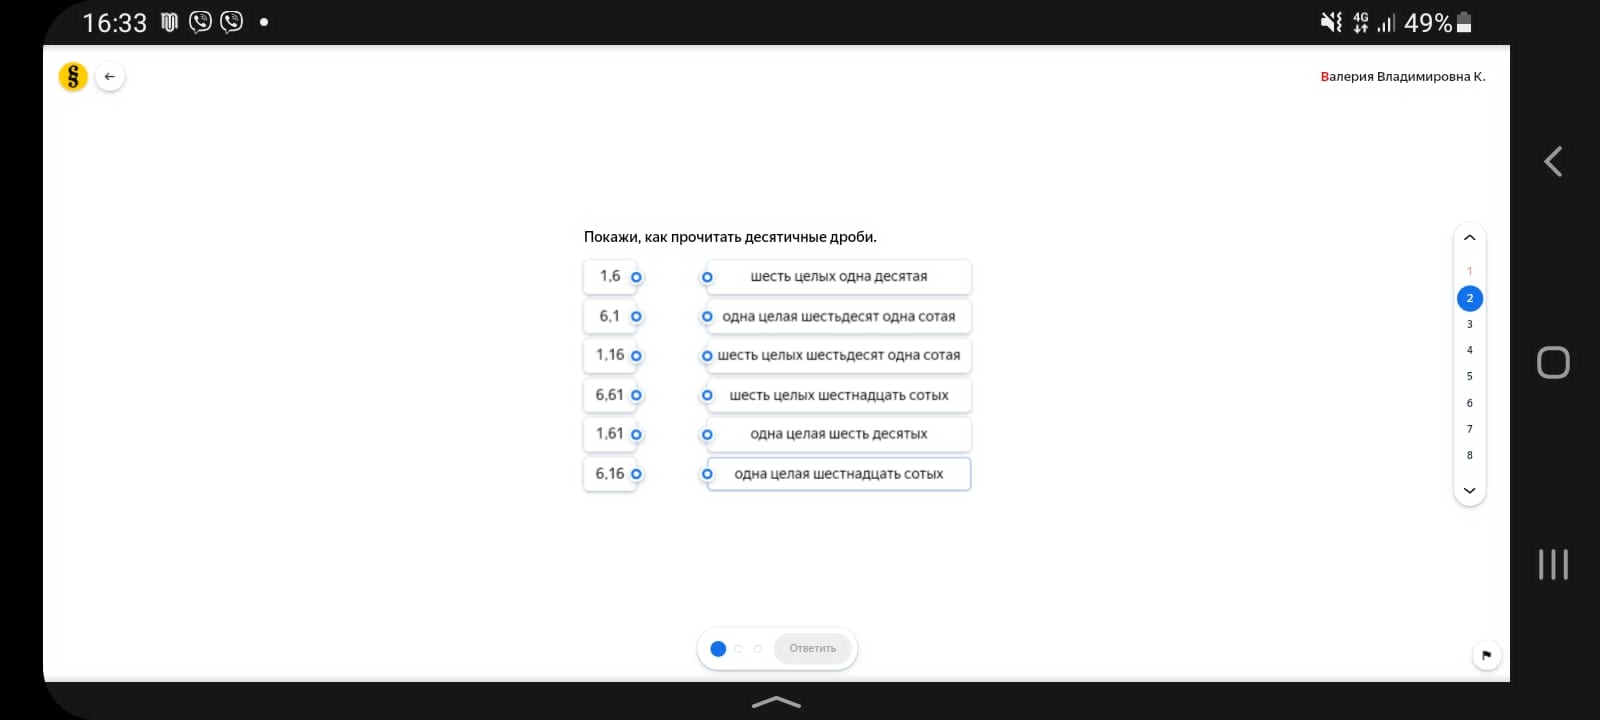 16:33
4G 49%
§
Валерия Владимировна К.
Покажи, как прочитать десятичные дроби.
1,6 шесть целых одна десятая
6,1 одна целая шестьдесят одна сотая
1,16 шесть целых шестьдесят одна сотая
6,61 шесть целых шестнадцать сотых
1,61 одна целая шесть десятых
6,16 одна целая шестнадцать сотых
1
2
3
4
5
6
7
8
Ответить